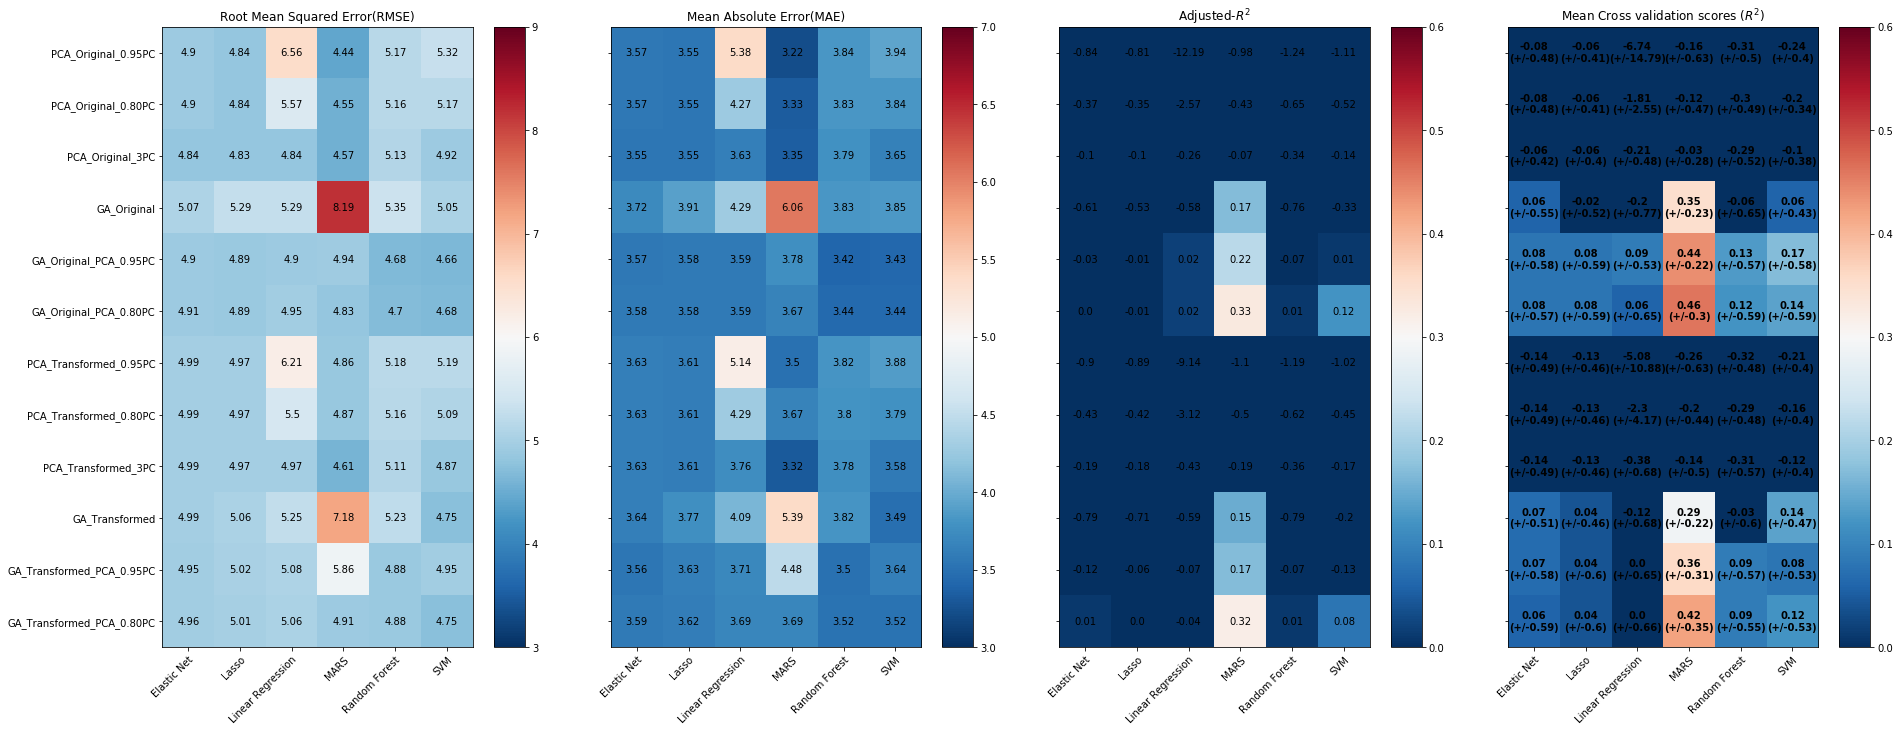 Root Mean Squared Error(RMSE)
Mean Absolute Error(MAE)
Adjusted-R²
Mean Cross validation scores (R²)
PCA_Original_0.95PC 4.9 4.84 6.56 4.44 5.17 5.32
PCA_Original_0.80PC 4.9 4.84 5.57 4.55 5.16 5.17
PCA_Original_3PC 4.84 4.83 4.84 4.57 5.13 4.92
GA_Original 5.07 5.29 5.29 8.19 5.35 5.05
GA_Original_PCA_0.95PC 4.9 4.89 4.9 4.94 4.68 4.66
GA_Original_PCA_0.80PC 4.91 4.89 4.95 4.83 4.7 4.68
PCA_Transformed_0.95PC 4.99 4.97 6.21 4.86 5.18 5.19
PCA_Transformed_0.80PC 4.99 4.97 5.5 4.87 5.16 5.09
PCA_Transformed_3PC 4.99 4.97 4.97 4.61 5.11 4.87
GA_Transformed 4.99 5.06 5.25 7.18 5.23 4.75
GA_Transformed_PCA_0.95PC 4.95 5.02 5.08 5.86 4.88 4.95
GA_Transformed_PCA_0.80PC 4.96 5.01 5.06 4.91 4.88 4.75
Elastic Net
Lasso
Linear Regression
MARS
Random Forest
SVM
9
8
7
6
5
4
3
3.57 3.55 5.38 3.22 3.84 3.94
3.57 3.55 4.27 3.33 3.83 3.84
3.55 3.55 3.63 3.35 3.79 3.65
3.72 3.91 4.29 6.06 3.83 3.85
3.57 3.58 3.59 3.78 3.42 3.43
3.58 3.58 3.59 3.67 3.44 3.44
3.63 3.61 5.14 3.5 3.82 3.88
3.63 3.61 4.29 3.67 3.8 3.79
3.63 3.61 3.76 3.32 3.78 3.58
3.64 3.77 4.09 5.39 3.82 3.49
3.56 3.63 3.71 4.48 3.5 3.64
3.59 3.62 3.69 3.69 3.52 3.52
Elastic Net
Lasso
Linear Regression
MARS
Random Forest
SVM
7.0
6.5
6.0
5.5
5.0
4.5
4.0
3.5
3.0
-0.84 -0.81 -12.19 -0.98 -1.24 -1.11
-0.37 -0.35 -2.57 -0.43 -0.65 -0.52
-0.1 -0.1 -0.26 -0.07 -0.34 -0.14
-0.61 -0.53 -0.58 0.17 -0.76 -0.33
-0.03 -0.01 0.02 0.22 -0.07 0.01
0.0 -0.01 0.02 0.33 0.01 0.12
-0.9 -0.89 -9.14 -1.1 -1.19 -1.02
-0.43 -0.42 -3.12 -0.5 -0.62 -0.45
-0.19 -0.18 -0.43 -0.19 -0.36 -0.17
-0.79 -0.71 -0.59 0.15 -0.79 -0.2
-0.12 -0.06 -0.07 0.17 -0.07 -0.13
0.01 0.0 -0.04 0.32 0.01 0.08
Elastic Net
Lasso
Linear Regression
MARS
Random Forest
SVM
0.6
0.5
0.4
0.3
0.2
0.1
0.0
-0.08 -0.06 -6.74 -0.16 -0.31 -0.24
(+/-0.48) (+/-0.41) (+/-14.79) (+/-0.63) (+/-0.5) (+/-0.4)
-0.08 -0.06 -1.81 -0.12 -0.3 -0.2
(+/-0.48) (+/-0.41) (+/-2.55) (+/-0.47) (+/-0.49) (+/-0.34)
-0.06 -0.06 -0.21 -0.03 -0.29 -0.1
(+/-0.42) (+/-0.4) (+/-0.48) (+/-0.28) (+/-0.52) (+/-0.38)
0.06 -0.02 -0.2 0.35 -0.06 0.06
(+/-0.55) (+/-0.52) (+/-0.77) (+/-0.23) (+/-0.65) (+/-0.43)
0.08 0.08 0.09 0.44 0.13 0.17
(+/-0.58) (+/-0.59) (+/-0.53) (+/-0.22) (+/-0.57) (+/-0.58)
0.08 0.08 0.06 0.46 0.12 0.14
(+/-0.57) (+/-0.59) (+/-0.65) (+/-0.3) (+/-0.59) (+/-0.59)
-0.14 -0.13 -5.08 -0.26 -0.32 -0.21
(+/-0.49) (+/-0.46) (+/-10.88) (+/-0.63) (+/-0.48) (+/-0.4)
-0.14 -0.13 -2.3 -0.2 -0.29 -0.16
(+/-0.49) (+/-0.46) (+/-4.17) (+/-0.44) (+/-0.48) (+/-0.4)
-0.14 -0.13 -0.38 -0.14 -0.31 -0.12
(+/-0.49) (+/-0.46) (+/-0.68) (+/-0.5) (+/-0.57) (+/-0.4)
0.07 0.04 -0.12 0.29 -0.03 0.14
(+/-0.51) (+/-0.46) (+/-0.68) (+/-0.22) (+/-0.6) (+/-0.47)
0.07 0.04 0.0 0.36 0.09 0.08
(+/-0.58) (+/-0.6) (+/-0.65) (+/-0.31) (+/-0.57) (+/-0.53)
0.06 0.04 0.0 0.42 0.09 0.12
(+/-0.59) (+/-0.6) (+/-0.66) (+/-0.35) (+/-0.55) (+/-0.53)
Elastic Net
Lasso
Linear Regression
MARS
Random Forest
SVM
0.6
0.5
0.4
0.3
0.2
0.1
0.0